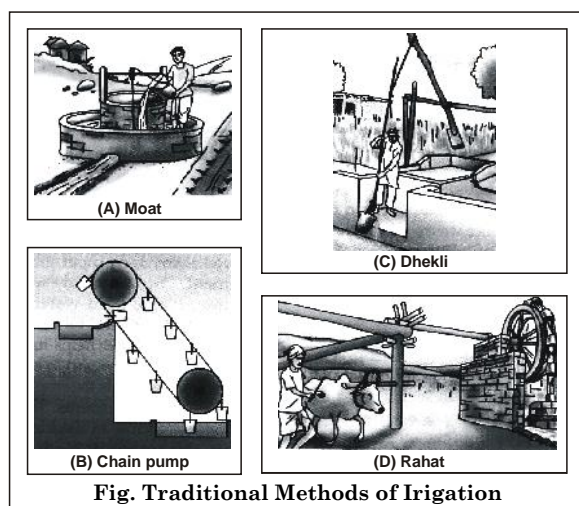 (A) Moat
(C) Dhekli
(B) Chain pump
(D) Rahat
Fig. Traditional Methods of Irigation